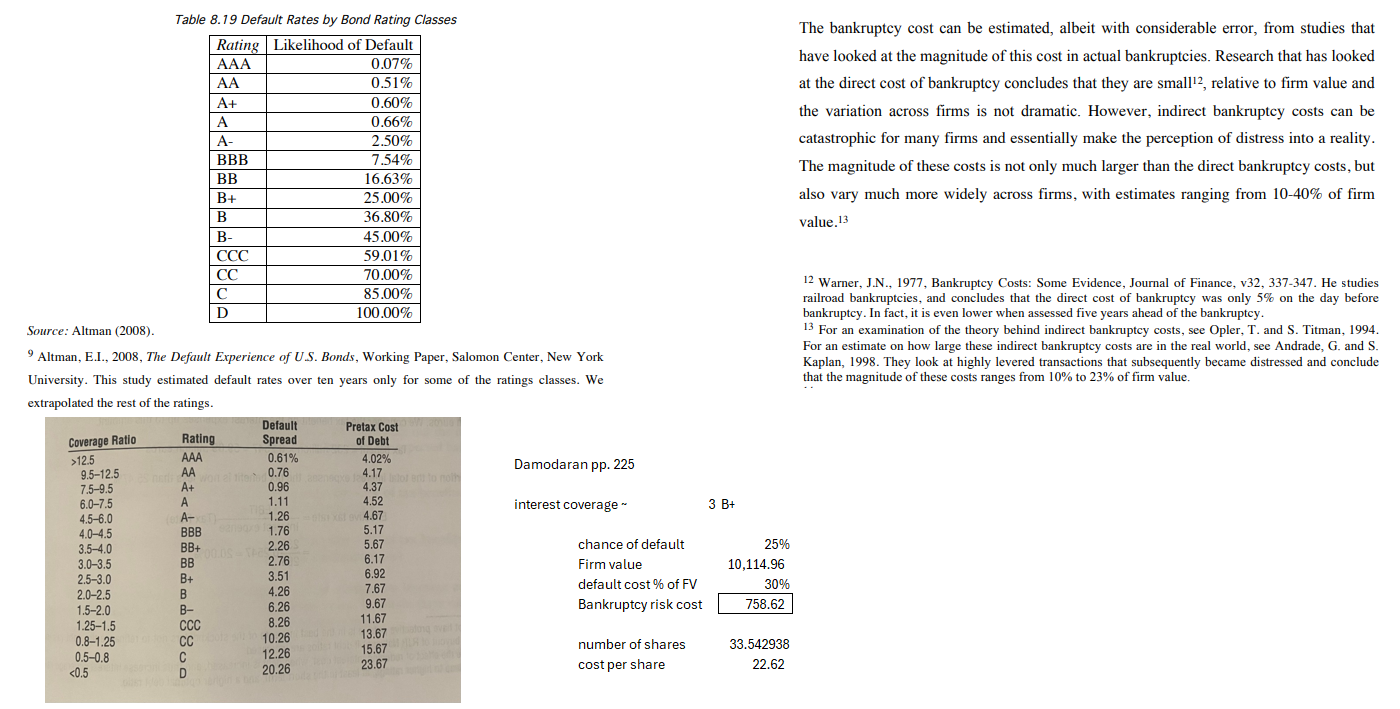 Table 8.19 Default Rates by Bond Rating Classes
Rating Likelihood of Default
AAA 0.07%
AA 0.51%
A+ 0.60%
A 0.66%
A- 2.50%
BBB 7.54%
BB 16.63%
B+ 25.00%
B 36.80%
B- 45.00%
CCC 59.01%
CC 70.00%
C 85.00%
D 100.00%
Source: Altman (2008).
9 Altman, E.I., 2008, The Default Experience of U.S. Bonds, Working Paper, Salomon Center, New York
University. This study estimated default rates over ten years only for some of the ratings classes. We
extrapolated the rest of the ratings.
Coverage Ratio Rating Default Spread Pretax Cost of Debt
>12.5 AAA 0.61% 4.02%
9.5–12.5 AA 0.76 4.17
7.5–9.5 A+ 0.96 4.37
6.0–7.5 A 1.11 4.52
4.5–6.0 A– 1.26 4.67
4.0–4.5 BBB 1.76 5.17
3.5–4.0 BB+ 2.26 5.67
3.0–3.5 BB 2.76 6.17
2.5–3.0 B+ 3.51 6.92
2.0–2.5 B 4.26 7.67
1.5–2.0 B– 6.26 9.67
1.25–1.5 CCC 8.26 11.67
0.8–1.25 CC 10.26 13.67
0.5–0.8 C 12.26 15.67
<0.5 D 20.26 23.67
The bankruptcy cost can be estimated, albeit with considerable error, from studies that
have looked at the magnitude of this cost in actual bankruptcies. Research that has looked
at the direct cost of bankruptcy concludes that they are small12, relative to firm value and
the variation across firms is not dramatic. However, indirect bankruptcy costs can be
catastrophic for many firms and essentially make the perception of distress into a reality.
The magnitude of these costs is not only much larger than the direct bankruptcy costs, but
also vary much more widely across firms, with estimates ranging from 10-40% of firm
value.13
12 Warner, J.N., 1977, Bankruptcy Costs: Some Evidence, Journal of Finance, v32, 337-347. He studies
railroad bankruptcies, and concludes that the direct cost of bankruptcy was only 5% on the day before
bankruptcy. In fact, it is even lower when assessed five years ahead of the bankruptcy.
13 For an examination of the theory behind indirect bankruptcy costs, see Opler, T. and S. Titman, 1994.
For an estimate on how large these indirect bankruptcy costs are in the real world, see Andrade, G. and S.
Kaplan, 1998. They look at highly levered transactions that subsequently became distressed and conclude
that the magnitude of these costs ranges from 10% to 23% of firm value.
Damodaran pp. 225
interest coverage ~ 3 B+
chance of default 25%
Firm value 10,114.96
default cost % of FV 30%
Bankruptcy risk cost 758.62
number of shares 33.542938
cost per share 22.62